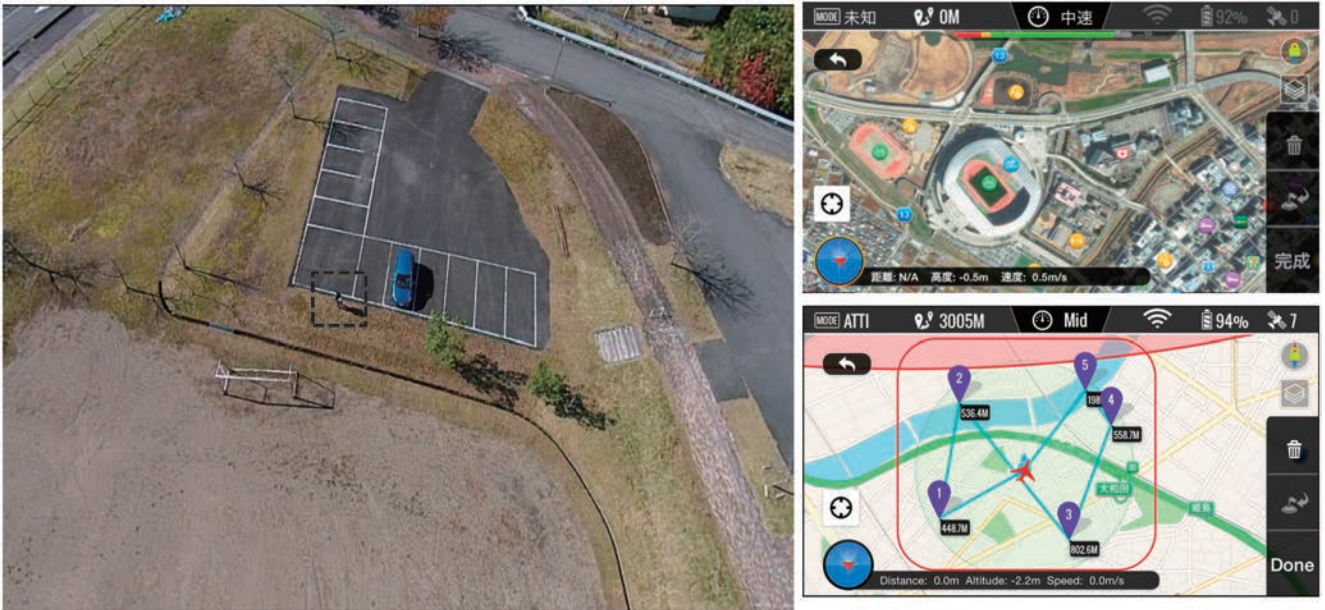 MODE 未知 0M 中速 92% 0
13
13
完成
距離: N/A 高度: -0.5m 速度: 0.5m/s
MODE ATTI 3005M Mid 94% 7
2
5
536.4M
198
4
558.7M
大和田
姫島
1
448.7M
3
802.6M
Done
Distance: 0.0m Altitude: -2.2m Speed: 0.0m/s